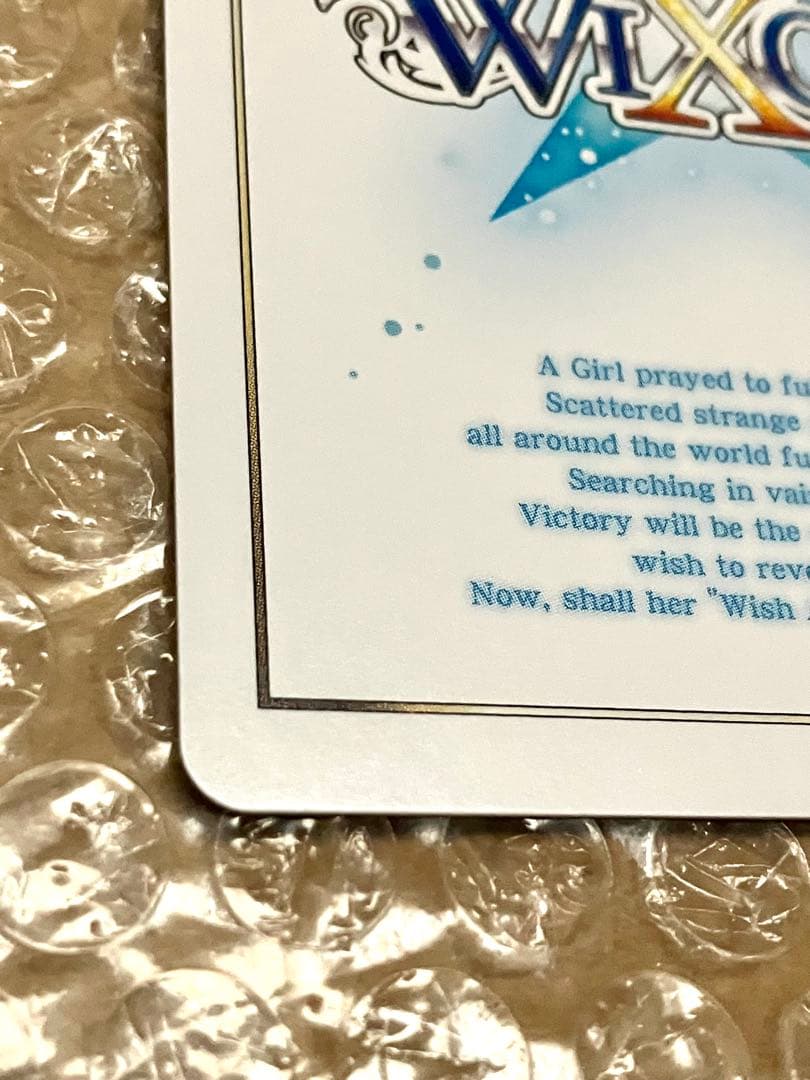 WIXO
A Girl prayed to fu
Scattered strange
all around the world fu
Searching in vai
Victory will be the
wish to reve
Now, shall her "Wish